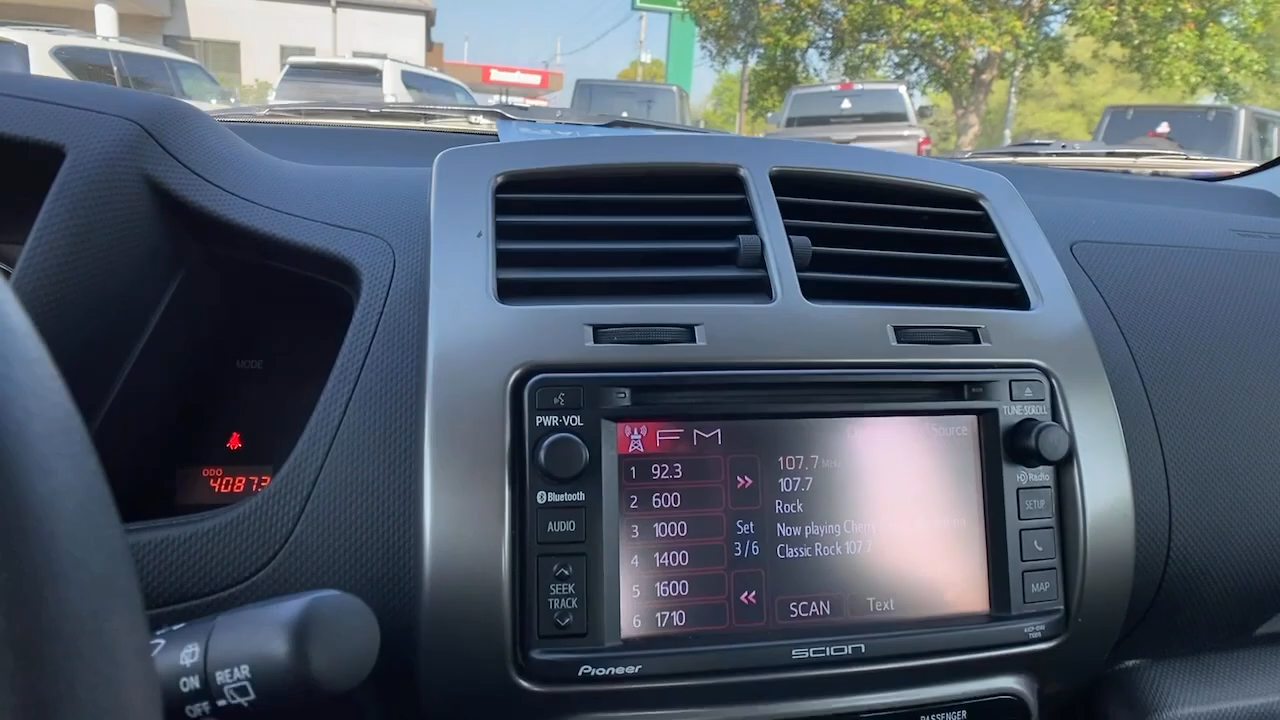 MODE
ODO
PWR·VOL
Bluetooth
AUDIO
SEEK
TRACK
FM
Source
1 92.3
2 600
3 1000
4 1400
5 1600
6 1710
Set
3/6
107.7 MHz
107.7
Rock
Now playing
Classic Rock 107.7
SCAN
Text
TUNE·SCROLL
HD Radio
SETUP
MAP
Pioneer
SCION
ON
OFF
REAR
PASSENGER